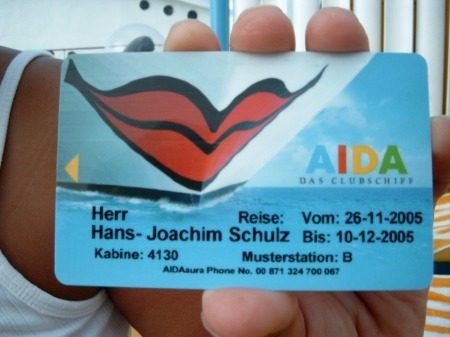 AIDA
DAS CLUBSCHIFF
Herr Reise: Vom: 26-11-2005
Hans- Joachim Schulz Bis: 10-12-2005
Kabine: 4130 Musterstation: B
AIDAaura Phone No. 00 871 324 700 067